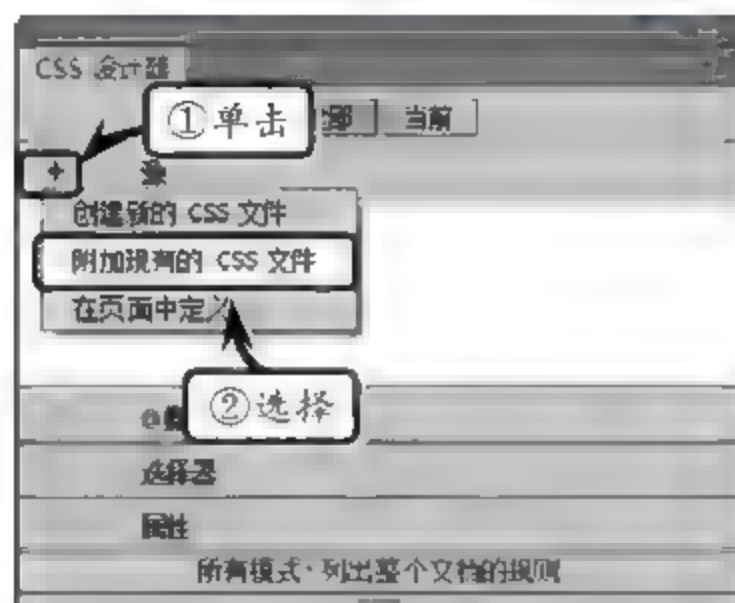 CSS 设计器
①单击
部 当前
+ 源
创建新的 CSS 文件
附加现有的 CSS 文件
在页面中定义
②选择
@
选择器
属性
所有模式·列出整个文档的规则